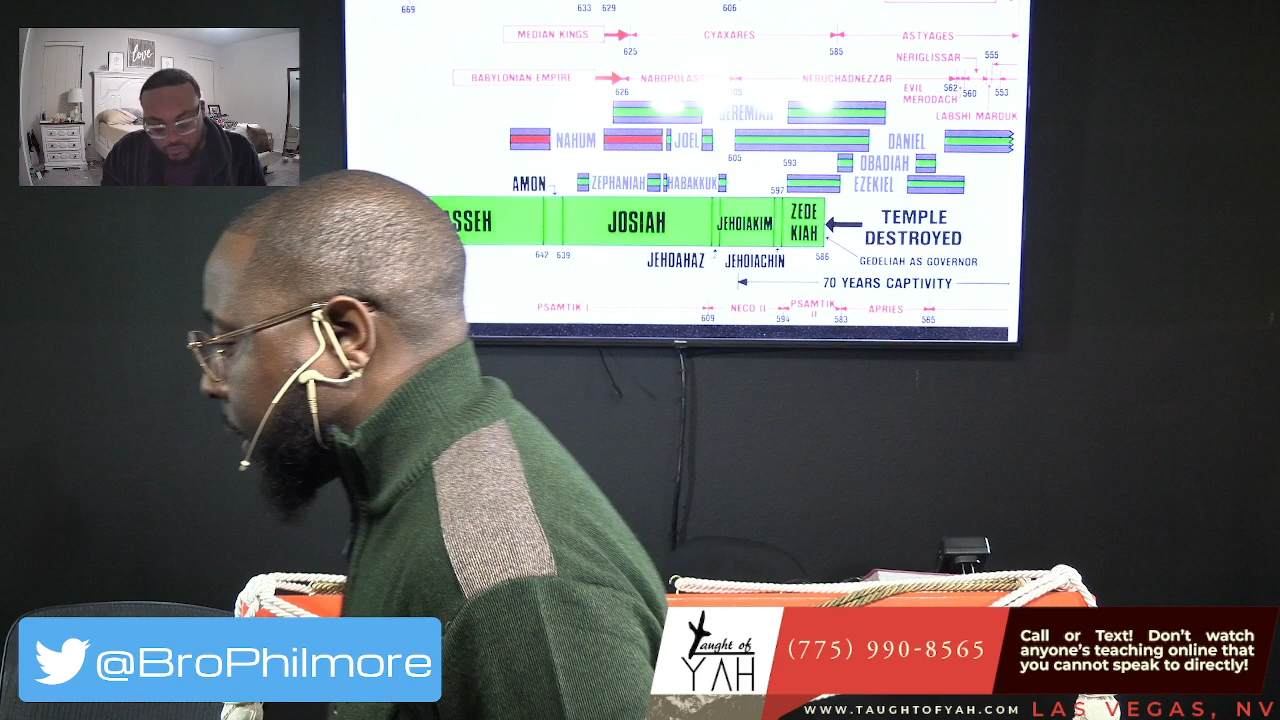 669 633 629 606
MEDIAN KINGS CYAXARES ASTYAGES
625 585
NERIGLISSAR 555
BABYLONIAN EMPIRE NEBUCHADNEZZAR
626 562 560 553
EVIL
MERODACH
LABSHI MARDUK
JEREMIAH
NAHUM JOEL DANIEL
605 593
OBADIAH
AMON ZEPHANIAH HABAKKUK 597 EZEKIEL
JOSIAH JEHOIAKIM ZEDE
KIAH
TEMPLE
DESTROYED
642 639 586
JEHOAHAZ JEHOIACHIN GEDELIAH AS GOVERNOR
70 YEARS CAPTIVITY
PSAMTIK I NECO II PSAMTIK
II APRIES
609 594 565
love
@BroPhilmore
Taught of
YAH
(775) 990-8565
Call or Text! Don't watch
anyone's teaching online that
you cannot speak to directly!
WWW.TAUGHTOFYAH.COM LAS VEGAS, NV